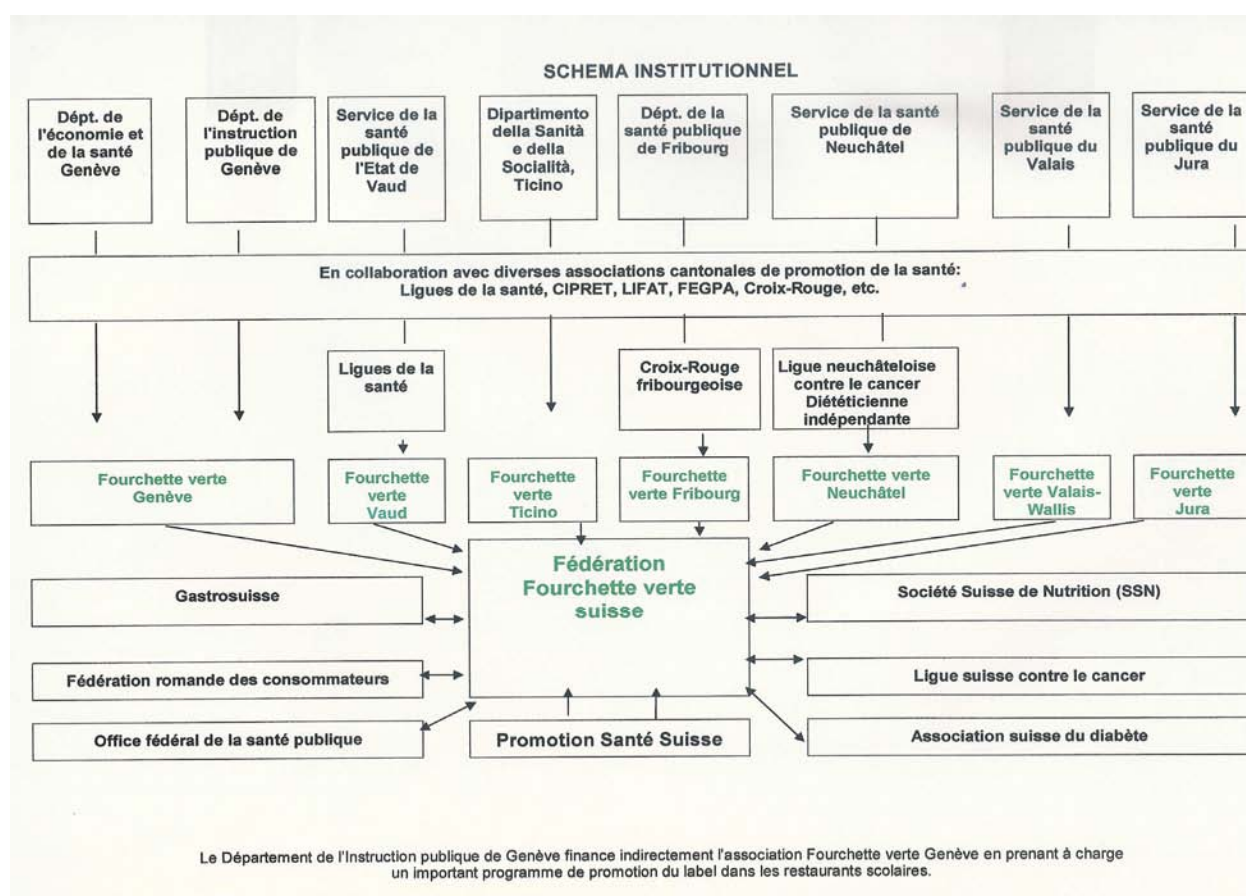 SCHEMA INSTITUTIONNEL
Dépt. de
l'économie et
de la santé
Genève
Dépt. de
l'instruction
publique de
Genève
Service de la
santé
publique de
l'Etat de
Vaud
Dipartimento
della Sanità
e della
Socialità,
Ticino
Dépt. de la
santé publique
de Fribourg
Service de la santé
publique de
Neuchâtel
Service de la
santé
publique du
Valais
Service de la
santé
publique du
Jura
En collaboration avec diverses associations cantonales de promotion de la santé:
Ligues de la santé, CIPRET, LIFAT, FEGPA, Croix-Rouge, etc.
Ligues de la
santé
Croix-Rouge
fribourgeoise
Ligue neuchâteloise
contre le cancer
Diététicienne
indépendante
Fourchette verte
Genève
Fourchette
verte
Vaud
Fourchette
verte
Ticino
Fourchette
verte Fribourg
Fourchette verte
Neuchâtel
Fourchette
verte Valais-
Wallis
Fourchette
verte
Jura
Fédération
Fourchette verte
suisse
Gastrosuisse
Société Suisse de Nutrition (SSN)
Fédération romande des consommateurs
Ligue suisse contre le cancer
Office fédéral de la santé publique
Promotion Santé Suisse
Association suisse du diabète
Le Département de l'Instruction publique de Genève finance indirectement l'association Fourchette verte Genève en prenant à charge
un important programme de promotion du label dans les restaurants scolaires.